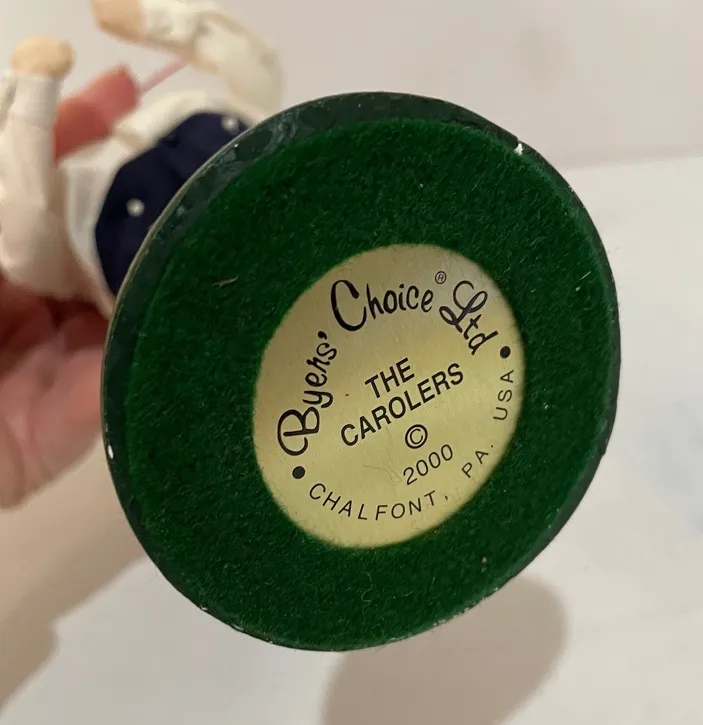 Byers' Choice® Ltd
THE
CAROLERS
©
2000
CHALFONT, PA. USA